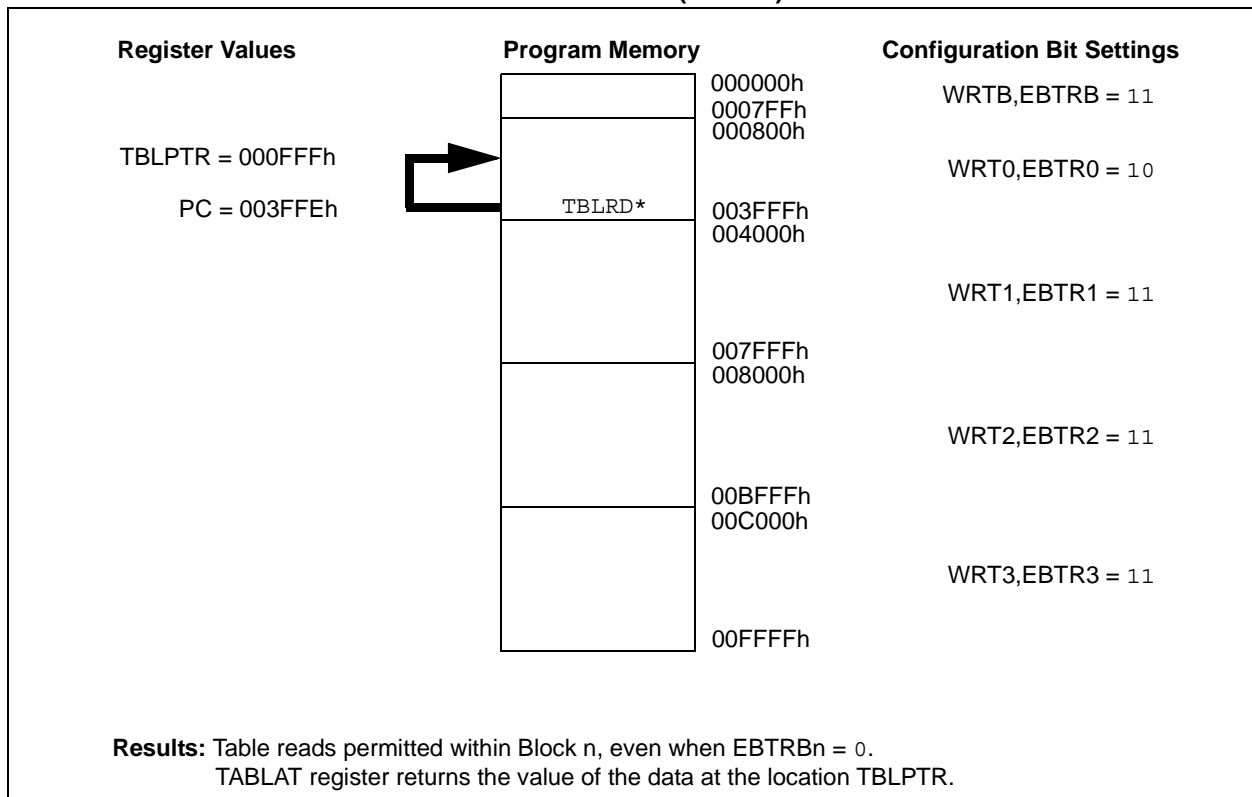 Register Values Program Memory Configuration Bit Settings
000000h
WRTB,EBTRB = 11
0007FFh
000800h
TBLPTR = 000FFFh
WRT0,EBTR0 = 10
PC = 003FFEh TBLRD* 003FFFh
004000h
WRT1,EBTR1 = 11
007FFFh
008000h
WRT2,EBTR2 = 11
00BFFFh
00C000h
WRT3,EBTR3 = 11
00FFFFh
Results: Table reads permitted within Block n, even when EBTRBn = 0.
TABLAT register returns the value of the data at the location TBLPTR.